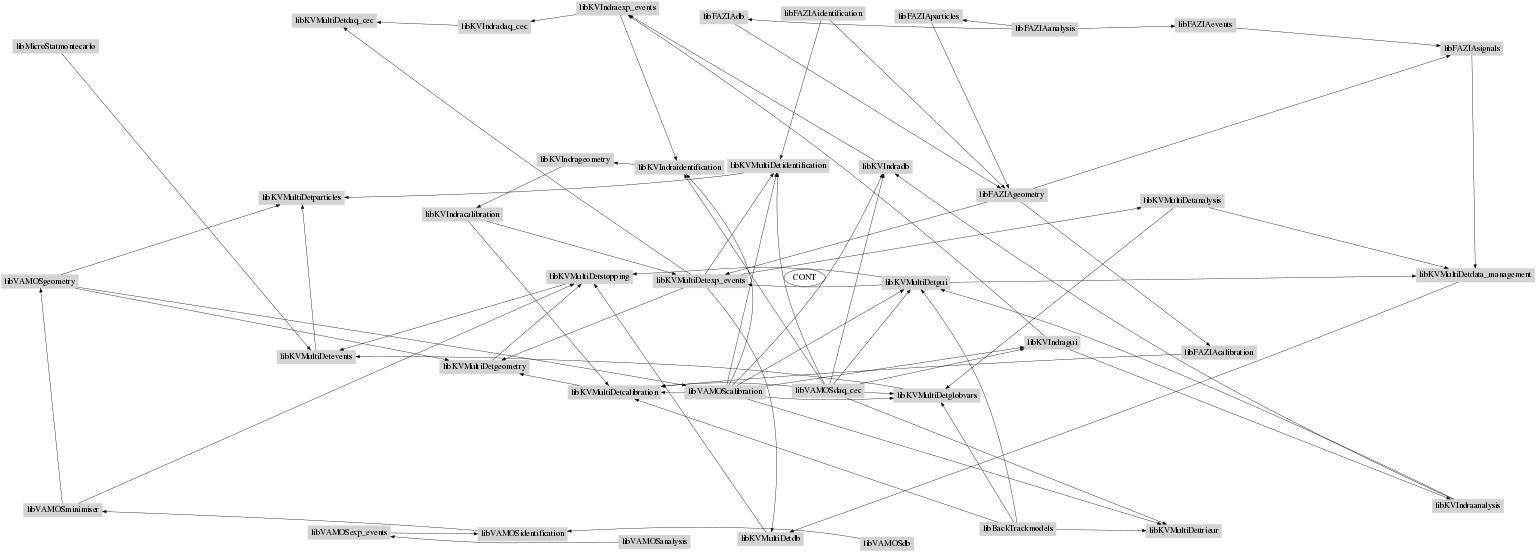 libKVIndraexp_events
libFAZIAdb
libFAZIAidentification
libFAZIAparticles
libKVMultiDetdaq_cec
libKVIndradaq_cec
libFAZIAanalysis
libFAZIAevents
libMicroStatmontecarlo
libFAZIAsignals
libKVIndrageometry
libKVIndraidentification
libKVMultiDetidentification
libKVIndradb
libKVMultiDetparticles
libFAZIAgeometry
libKVMultiDetanalysis
libKVIndracalibration
libVAMOSgeometry
libKVMultiDetstopping
libKVMultiDetexp_events
CONT
libKVMultiDetgui
libKVMultiDetdata_management
libKVMultiDetevents
libKVMultiDetgeometry
libKVIndragui
libFAZIAcalibration
libKVMultiDetcalibration
libVAMOScalibration
libVAMOSdaq_cec
libKVMultiDetglobvars
libVAMOSminimiser
libKVIndraanalysis
libVAMOSexp_events
libVAMOSidentification
libVAMOSanalysis
libKVMultiDetdb
libVAMOSdb
libBackTrackmodels
libKVMultiDettrieur